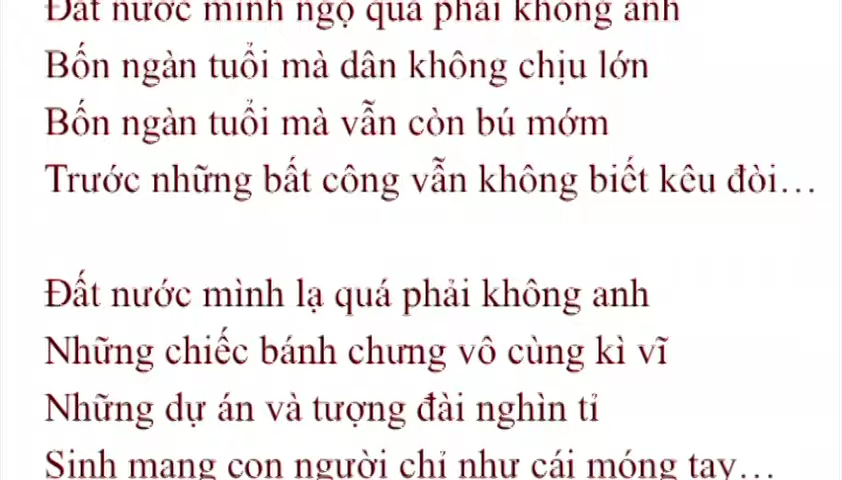 Đất nước mình ngộ quá phải không anh
Bốn ngàn tuổi mà dân không chịu lớn
Bốn ngàn tuổi mà vẫn còn bú mớm
Trước những bất công vẫn không biết kêu đòi…
Đất nước mình lạ quá phải không anh
Những chiếc bánh chưng vô cùng kì vĩ
Những dự án và tượng đài nghìn tỉ
Sinh mạng con người chỉ như cái móng tay…